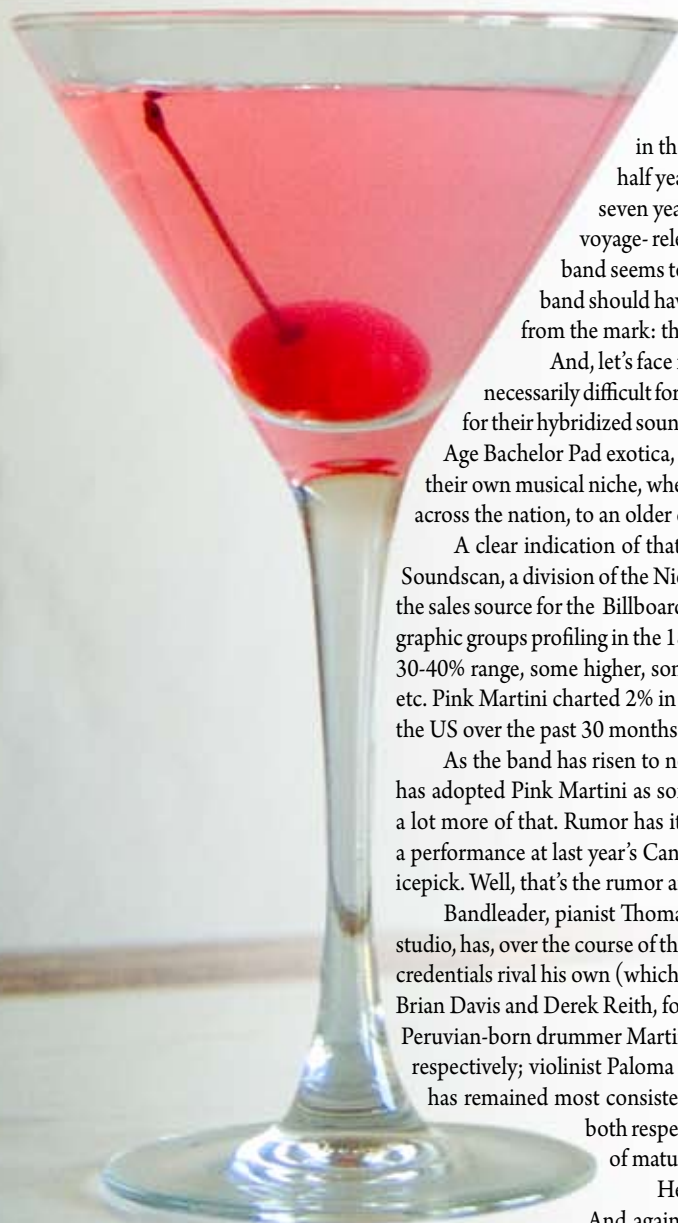 in th
half yea
seven yea
voyage- rele
band seems to
band should hav
from the mark: th
And, let’s face i
necessarily difficult for
for their hybridized soun
Age Bachelor Pad exotica,
their own musical niche, whe
across the nation, to an older
A clear indication of that
Soundscan, a division of the Nie
the sales source for the Billboard
graphic groups profiling in the 1
30-40% range, some higher, som
etc. Pink Martini charted 2% in
the US over the past 30 months
As the band has risen to no
has adopted Pink Martini as so
a lot more of that. Rumor has it
a performance at last year’s Can
icepick. Well, that’s the rumor a
Bandleader, pianist Thoma
studio, has, over the course of th
credentials rival his own (which
Brian Davis and Derek Reith, fo
Peruvian-born drummer Marti
respectively; violinist Paloma
has remained most consiste
both respe
of matu
He
And again